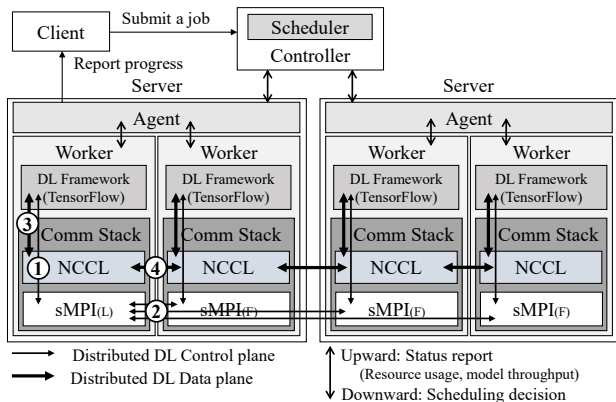 Client
Submit a job
Scheduler
Controller
Report progress
Server
Server
Agent
Agent
Worker
Worker
Worker
Worker
DL Framework
(TensorFlow)
DL Framework
(TensorFlow)
DL Framework
(TensorFlow)
DL Framework
(TensorFlow)
3
Comm Stack
Comm Stack
Comm Stack
Comm Stack
1
NCCL
4
NCCL
NCCL
NCCL
sMPI(L)
2
sMPI(F)
sMPI(F)
sMPI(F)
Distributed DL Control plane
Distributed DL Data plane
Upward: Status report
(Resource usage, model throughput)
Downward: Scheduling decision